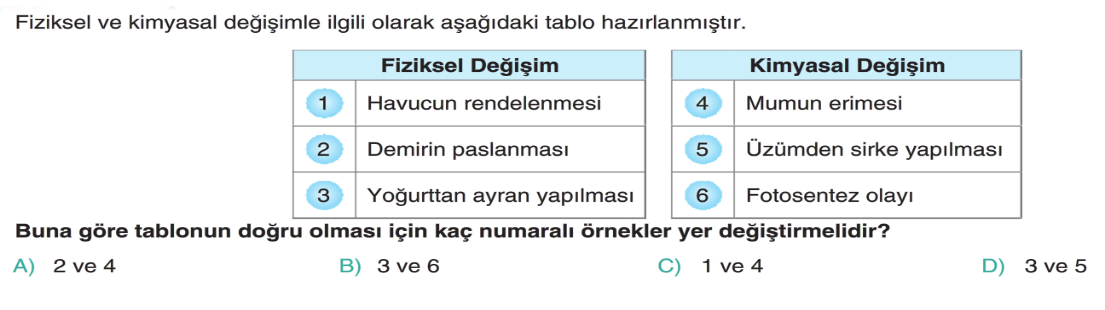 Fiziksel ve kimyasal değişimle ilgili olarak aşağıdaki tablo hazırlanmıştır.
Fiziksel Değişim
1 Havucun rendelenmesi
2 Demirin paslanması
3 Yoğurttan ayran yapılması
Kimyasal Değişim
4 Mumun erimesi
5 Üzümden sirke yapılması
6 Fotosentez olayı
Buna göre tablonun doğru olması için kaç numaralı örnekler yer değiştirmelidir?
A) 2 ve 4 B) 3 ve 6 C) 1 ve 4 D) 3 ve 5